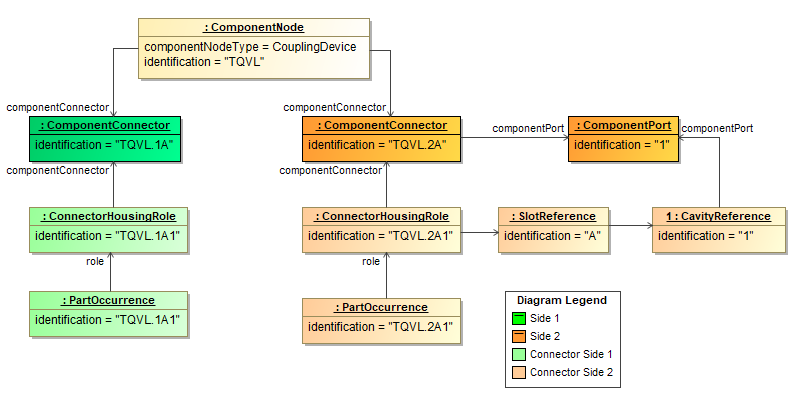 : ComponentNode
componentNodeType = CouplingDevice
identification = "TQVL"
componentConnector
componentConnector
: ComponentConnector
identification = "TQVL.1A"
: ComponentConnector
identification = "TQVL.2A"
componentPort
: ComponentPort
identification = "1"
componentPort
componentConnector
componentConnector
: ConnectorHousingRole
identification = "TQVL.1A1"
: ConnectorHousingRole
identification = "TQVL.2A1"
: SlotReference
identification = "A"
1 : CavityReference
identification = "1"
role
role
: PartOccurrence
identification = "TQVL.1A1"
: PartOccurrence
identification = "TQVL.2A1"
Diagram Legend
Side 1
Side 2
Connector Side 1
Connector Side 2